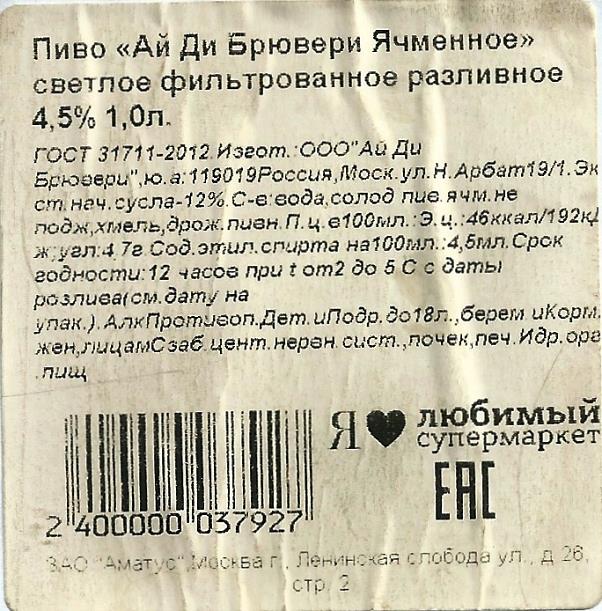 Пиво «Ай Ди Брювери Ячменное»
светлое фильтрованное разливное
4,5% 1,0л.
ГОСТ 31711-2012.Изгот.:ООО"Ай Ди
Брювери",ю.а:119019Россия,Моск.ул.Н.Арбат19/1.Эк
ст.нач.сусла-12%.С-в:вода,солод пив.ячм.не
подж,хмель,дрож.пивн.П.ц.в100мл.:Э.ц.:46ккал/192кД
ж;угл:4,7г.Сод.этил.спирта на100мл.:4,5мл.Срок
годности:12 часов при t от2 до 5 С с даты
розлива(см.дату на
упак.).АлкПротивоп.Дет.иПодр.до18л.,берем.иКорм.
жен,лицамСзаб.цент.нервн.сист.,почек,печ.Идр.орг
.пищ
Я ♥ любимый
супермаркет
EAC
2 400000 037927
ЗАО "Аматус",Москва г., Ленинская слобода ул., д.26,
стр. 2